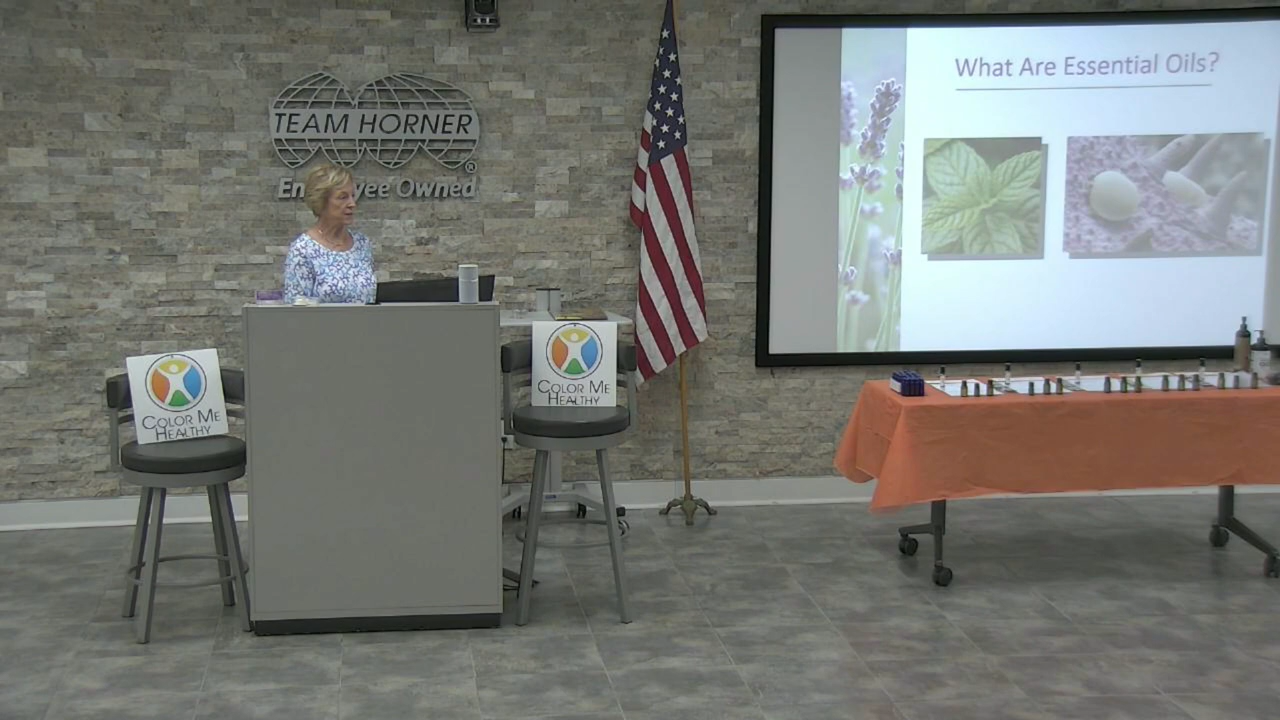 TEAM HORNER
®
Employee Owned
What Are Essential Oils?
COLOR ME
HEALTHY
COLOR ME
HEALTHY